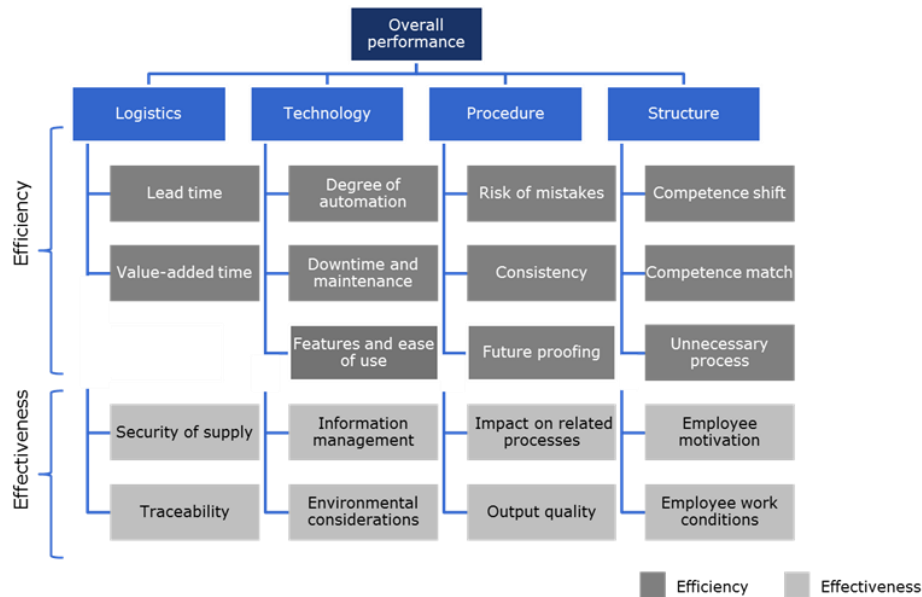 Overall
performance
Logistics
Technology
Procedure
Structure
Efficiency
Lead time
Degree of
automation
Risk of mistakes
Competence shift
Value-added time
Downtime and
maintenance
Consistency
Competence match
Features and ease
of use
Future proofing
Unnecessary
process
Effectiveness
Security of supply
Information
management
Impact on related
processes
Employee
motivation
Traceability
Environmental
considerations
Output quality
Employee work
conditions
Efficiency
Effectiveness